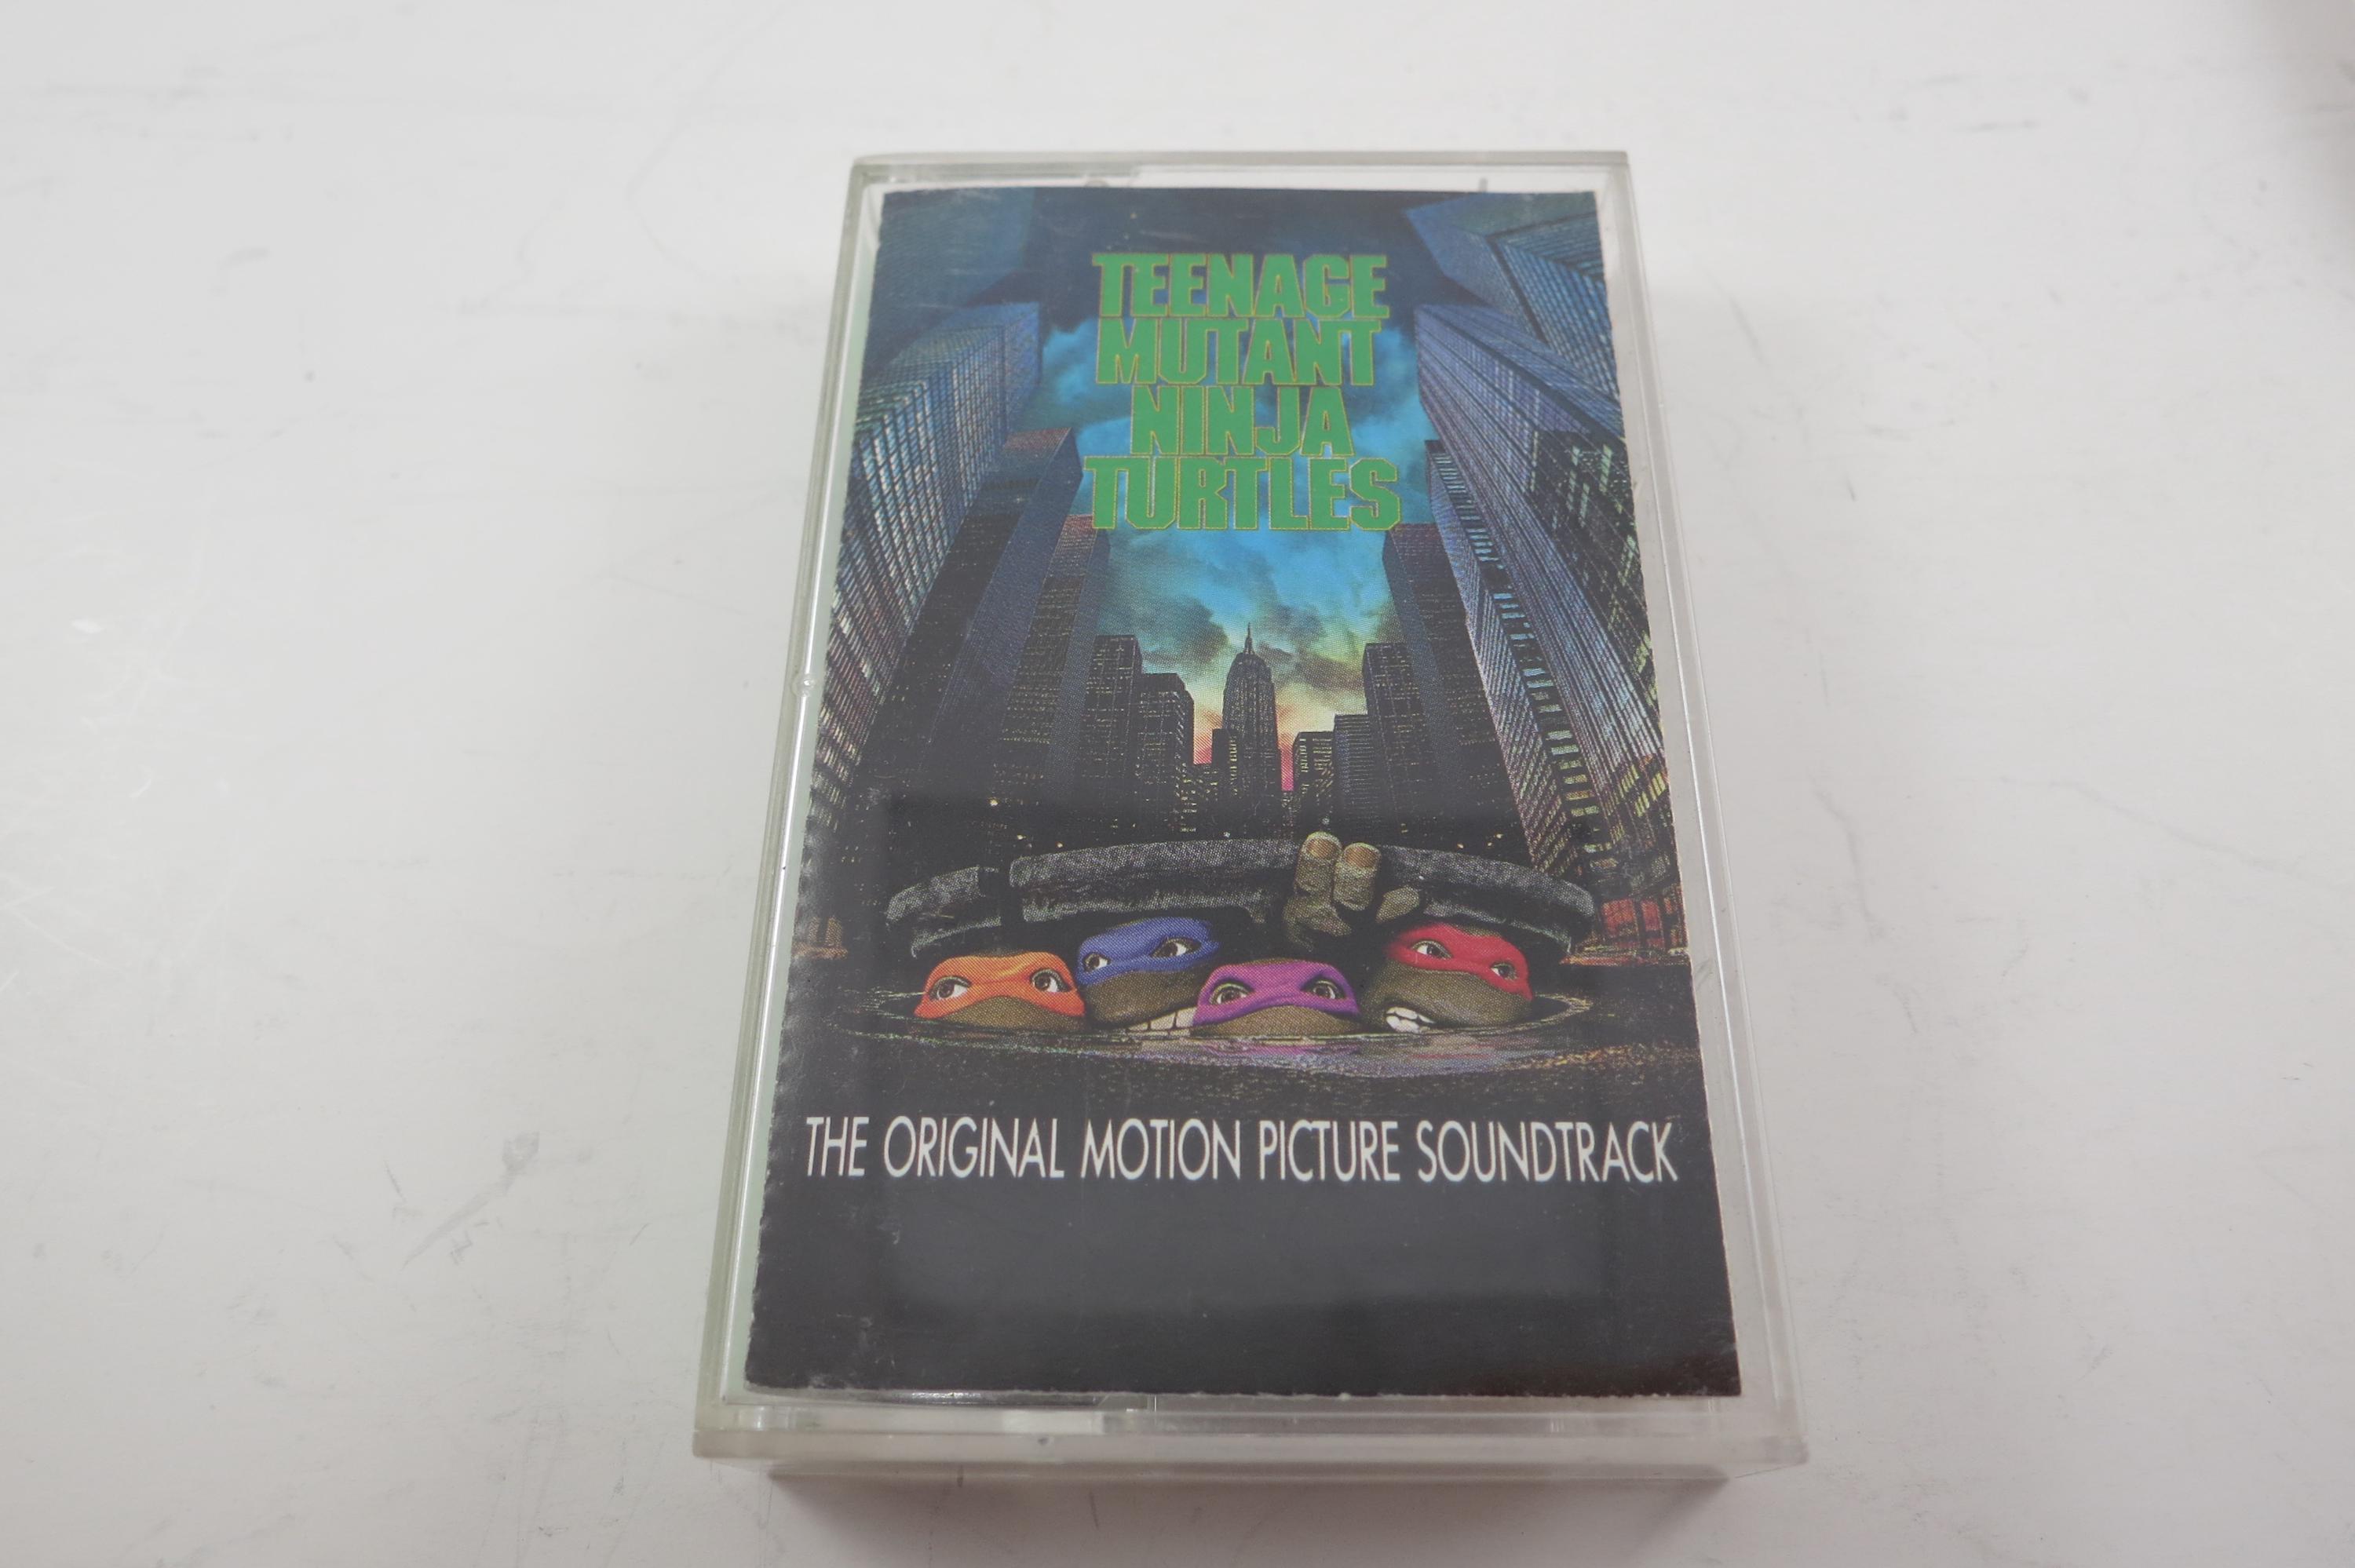 TEENAGE
MUTANT
NINJA
TURTLES
THE ORIGINAL MOTION PICTURE SOUNDTRACK